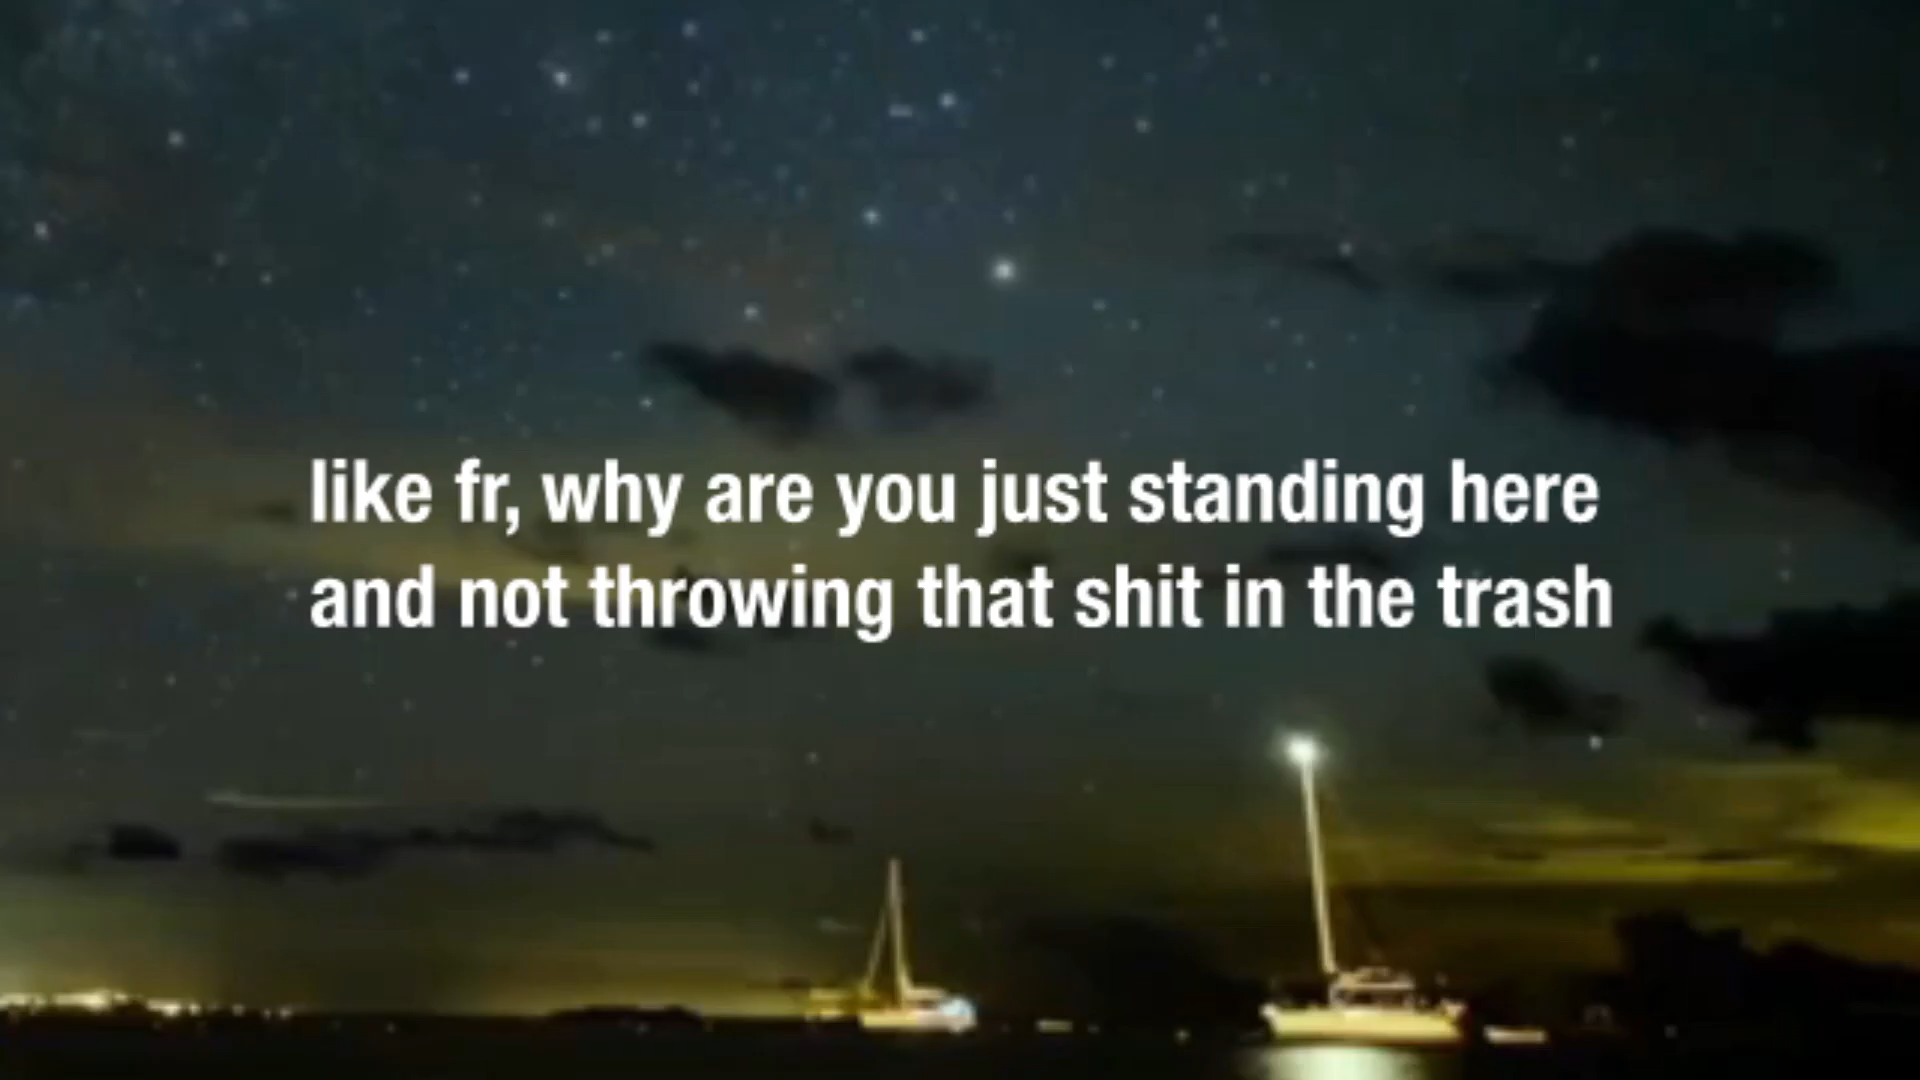 like fr, why are you just standing here
and not throwing that shit in the trash